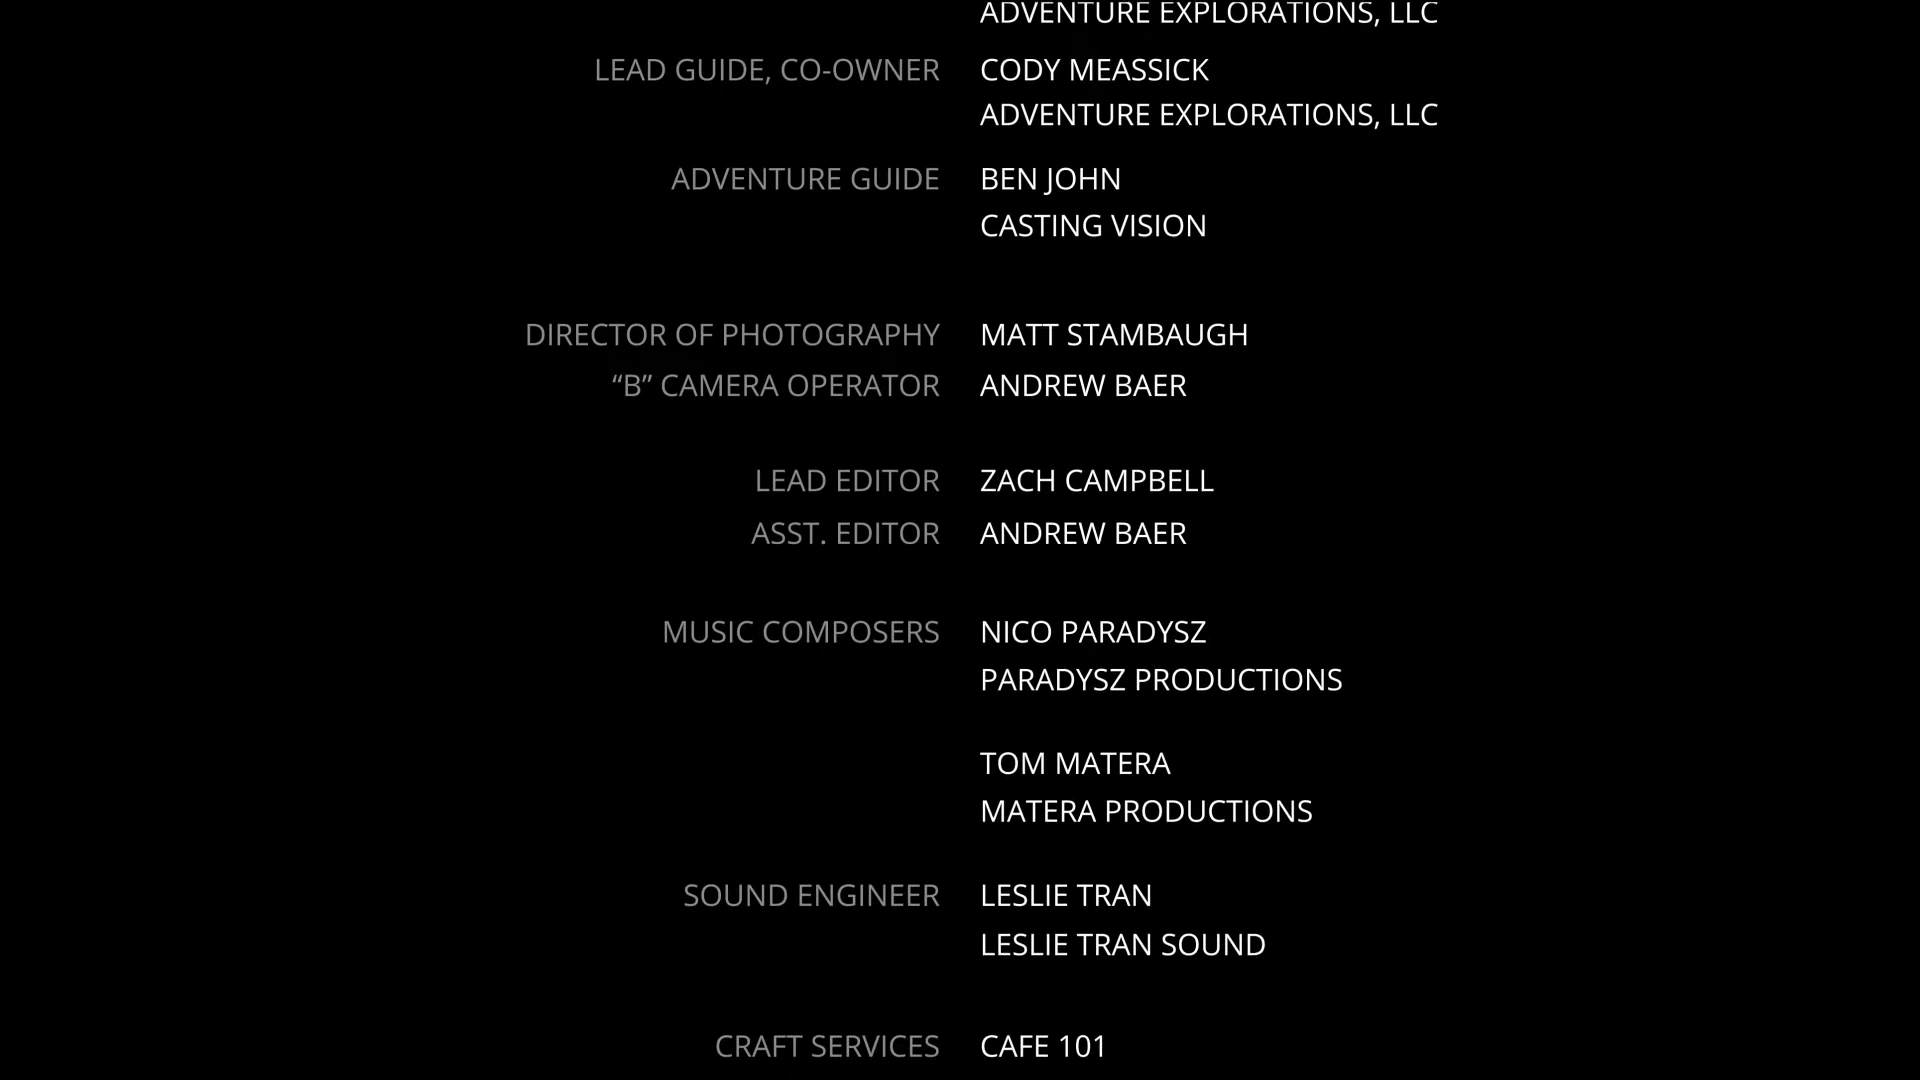 ADVENTURE EXPLORATIONS, LLC
LEAD GUIDE, CO-OWNER CODY MEASSICK
ADVENTURE EXPLORATIONS, LLC
ADVENTURE GUIDE BEN JOHN
CASTING VISION
DIRECTOR OF PHOTOGRAPHY MATT STAMBAUGH
“B” CAMERA OPERATOR ANDREW BAER
LEAD EDITOR ZACH CAMPBELL
ASST. EDITOR ANDREW BAER
MUSIC COMPOSERS NICO PARADYSZ
PARADYSZ PRODUCTIONS
TOM MATERA
MATERA PRODUCTIONS
SOUND ENGINEER LESLIE TRAN
LESLIE TRAN SOUND
CRAFT SERVICES CAFE 101